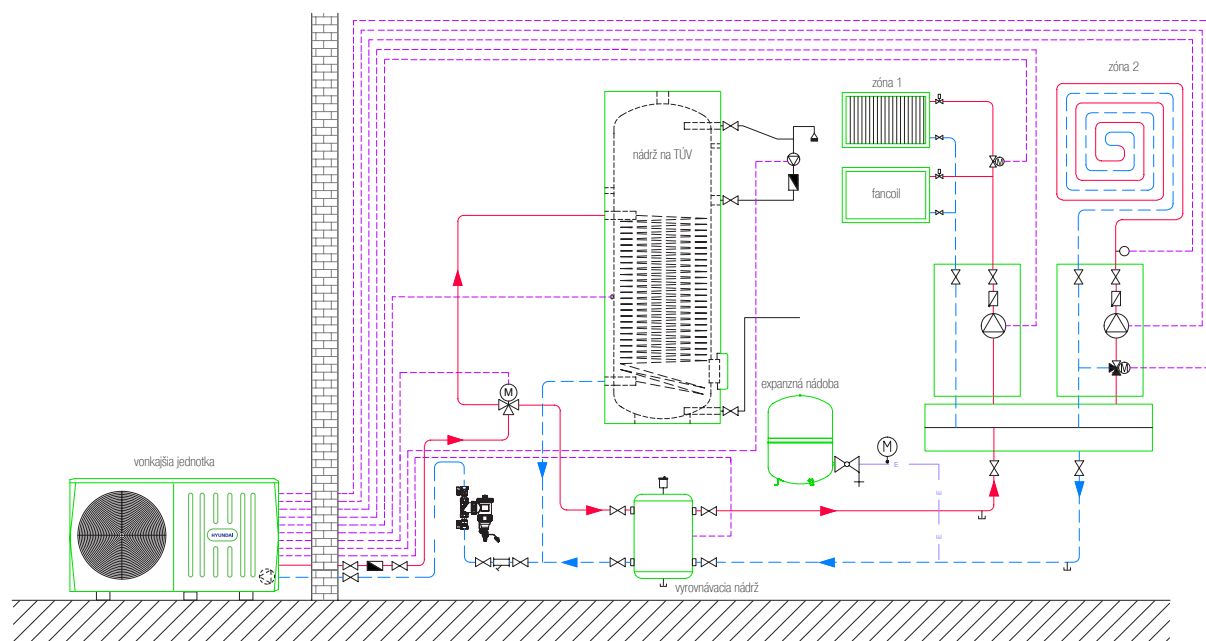 zóna 1
zóna 2
nádrž na TÚV
fancoil
M
M
M
expanzná nádoba
M
E
E
E
vonkajšia jednotka
HYUNDAI
vyrovnávacia nádrž